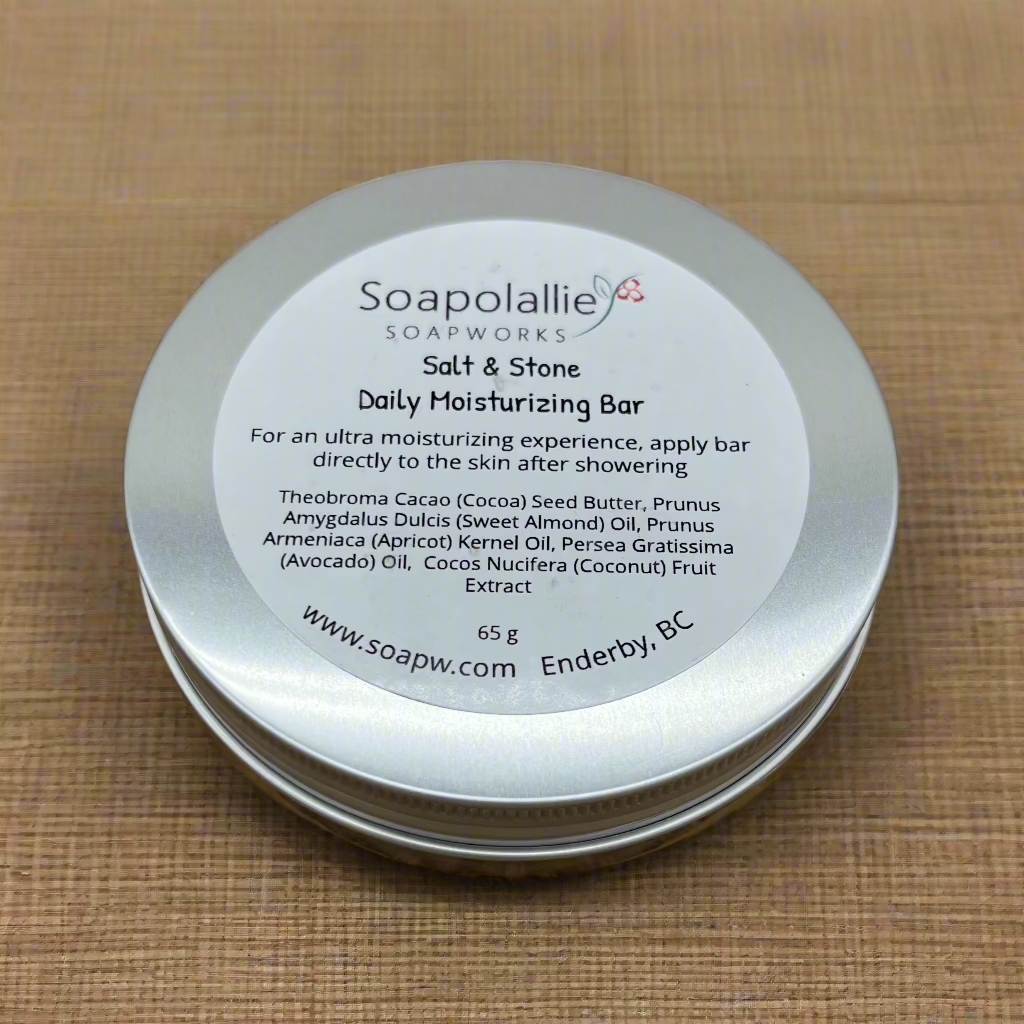 Soapolallie
SOAPWORKS
Salt & Stone
Daily Moisturizing Bar
For an ultra moisturizing experience, apply bar
directly to the skin after showering
Theobroma Cacao (Cocoa) Seed Butter, Prunus
Amygdalus Dulcis (Sweet Almond) Oil, Prunus
Armeniaca (Apricot) Kernel Oil, Persea Gratissima
(Avocado) Oil, Cocos Nucifera (Coconut) Fruit
Extract
65 g
www.soapw.com Enderby, BC